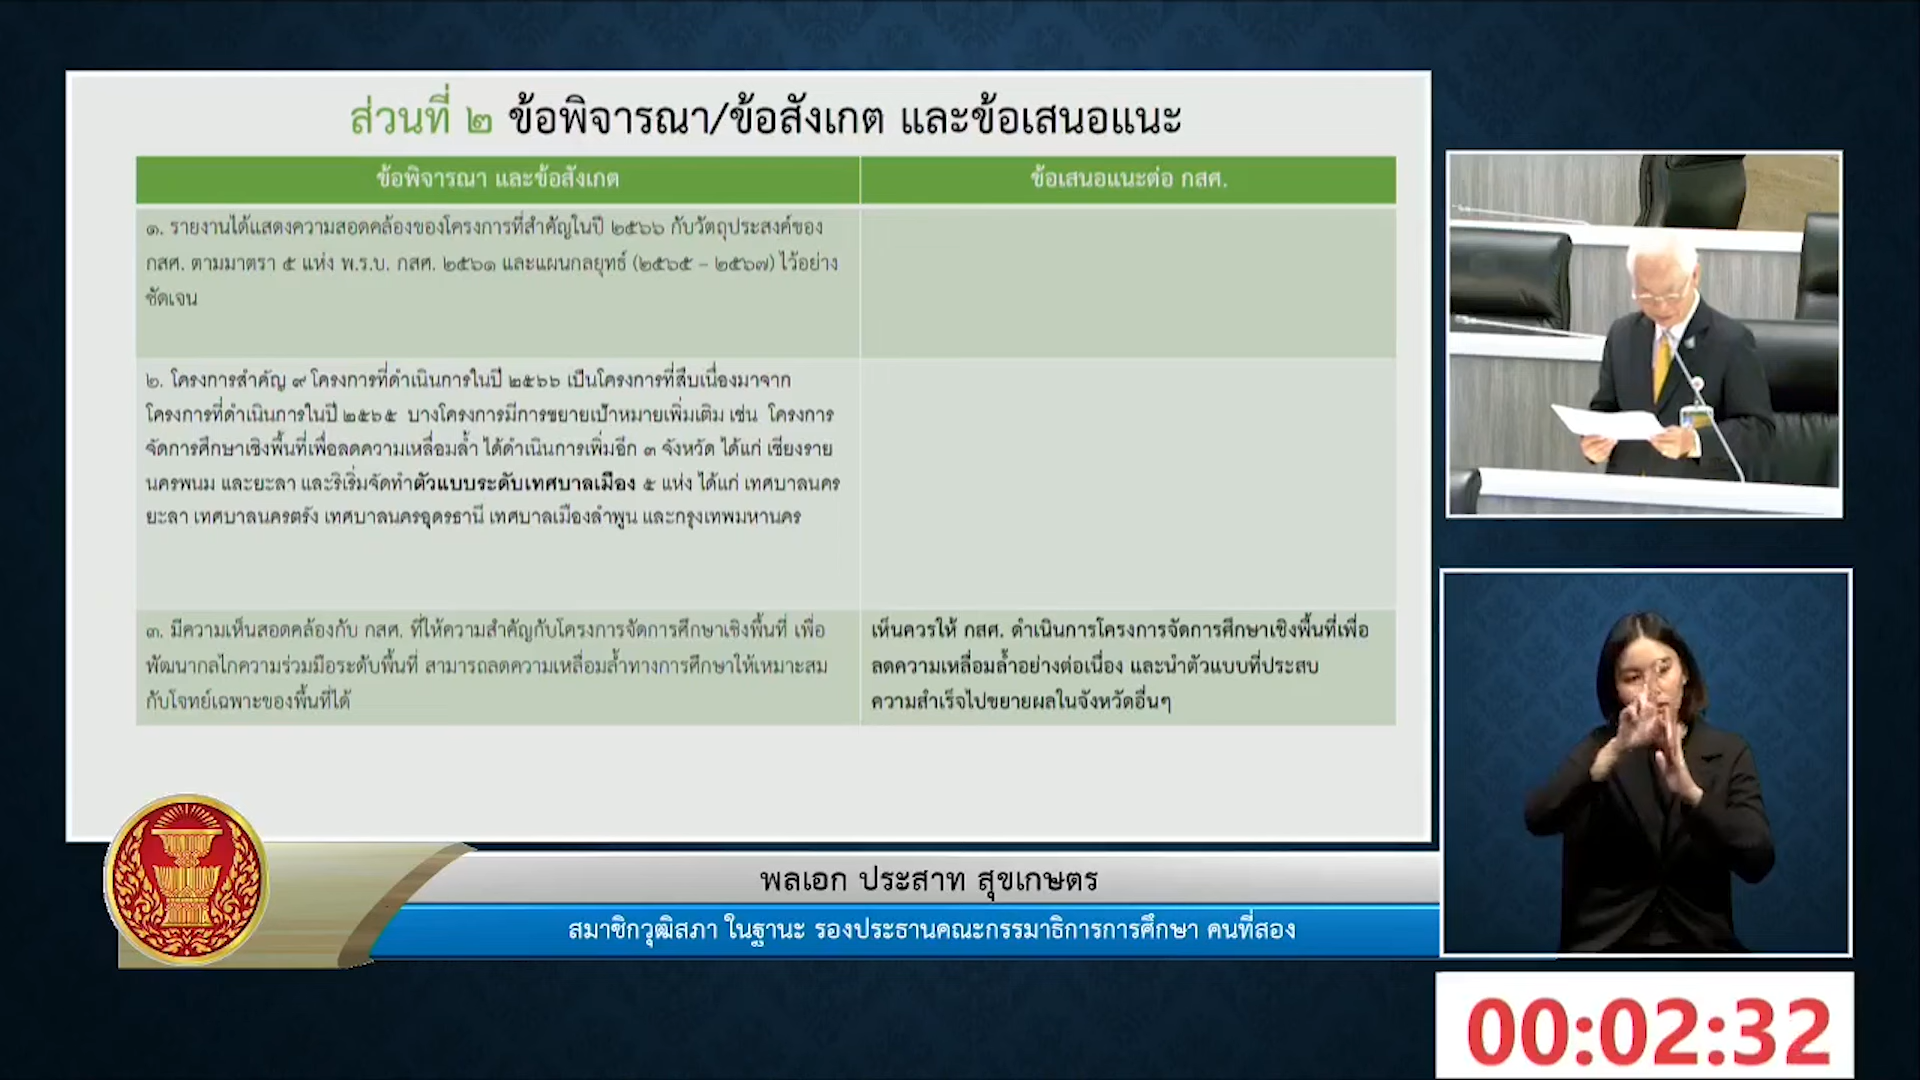 ส่วนที่ ๒ ข้อพิจารณา/ข้อสังเกต และข้อเสนอแนะ
ข้อพิจารณา และข้อสังเกต
ข้อเสนอแนะต่อ กสศ.
๑. รายงานได้แสดงความสอดคล้องของโครงการที่สำคัญในปี ๒๕๖๖ กับวัตถุประสงค์ของ
กสศ. ตามมาตรา ๕ แห่ง พ.ร.บ. กสศ. ๒๕๖๑ และแผนกลยุทธ์ (๒๕๖๕ – ๒๕๖๗) ไว้อย่าง
ชัดเจน
๒. โครงการสำคัญ ๙ โครงการที่ดำเนินการในปี ๒๕๖๖ เป็นโครงการที่สืบเนื่องมาจาก
โครงการที่ดำเนินการในปี ๒๕๖๕ บางโครงการมีการขยายเป้าหมายเพิ่มเติม เช่น โครงการ
จัดการศึกษาเชิงพื้นที่เพื่อลดความเหลื่อมล้ำ ได้ดำเนินการเพิ่มอีก ๓ จังหวัด ได้แก่ เชียงราย
นครพนม และยะลา และริเริ่มจัดทำตัวแบบระดับเทศบาลเมือง ๕ แห่ง ได้แก่ เทศบาลนคร
ยะลา เทศบาลนครตรัง เทศบาลนครอุดรธานี เทศบาลเมืองลำพูน และกรุงเทพมหานคร
๓. มีความเห็นสอดคล้องกับ กสศ. ที่ให้ความสำคัญกับโครงการจัดการศึกษาเชิงพื้นที่ เพื่อ
พัฒนากลไกความร่วมมือระดับพื้นที่ สามารถลดความเหลื่อมล้ำทางการศึกษาให้เหมาะสม
กับโจทย์เฉพาะของพื้นที่ได้
เห็นควรให้ กสศ. ดำเนินการโครงการจัดการศึกษาเชิงพื้นที่เพื่อ
ลดความเหลื่อมล้ำอย่างต่อเนื่อง และนำตัวแบบที่ประสบ
ความสำเร็จไปขยายผลในจังหวัดอื่นๆ
พลเอก ประสาท สุขเกษตร
สมาชิกวุฒิสภา ในฐานะ รองประธานคณะกรรมาธิการการศึกษา คนที่สอง
00:02:32